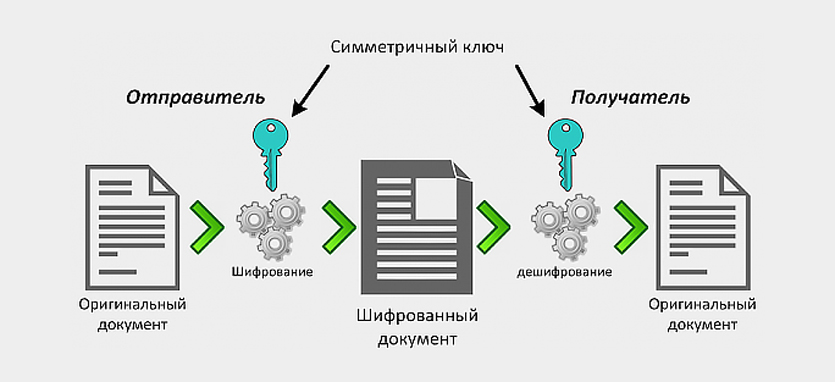 Симметричный ключ
Отправитель
Получатель
Шифрование
дешифрование
Оригинальный
документ
Шифрованный
документ
Оригинальный
документ